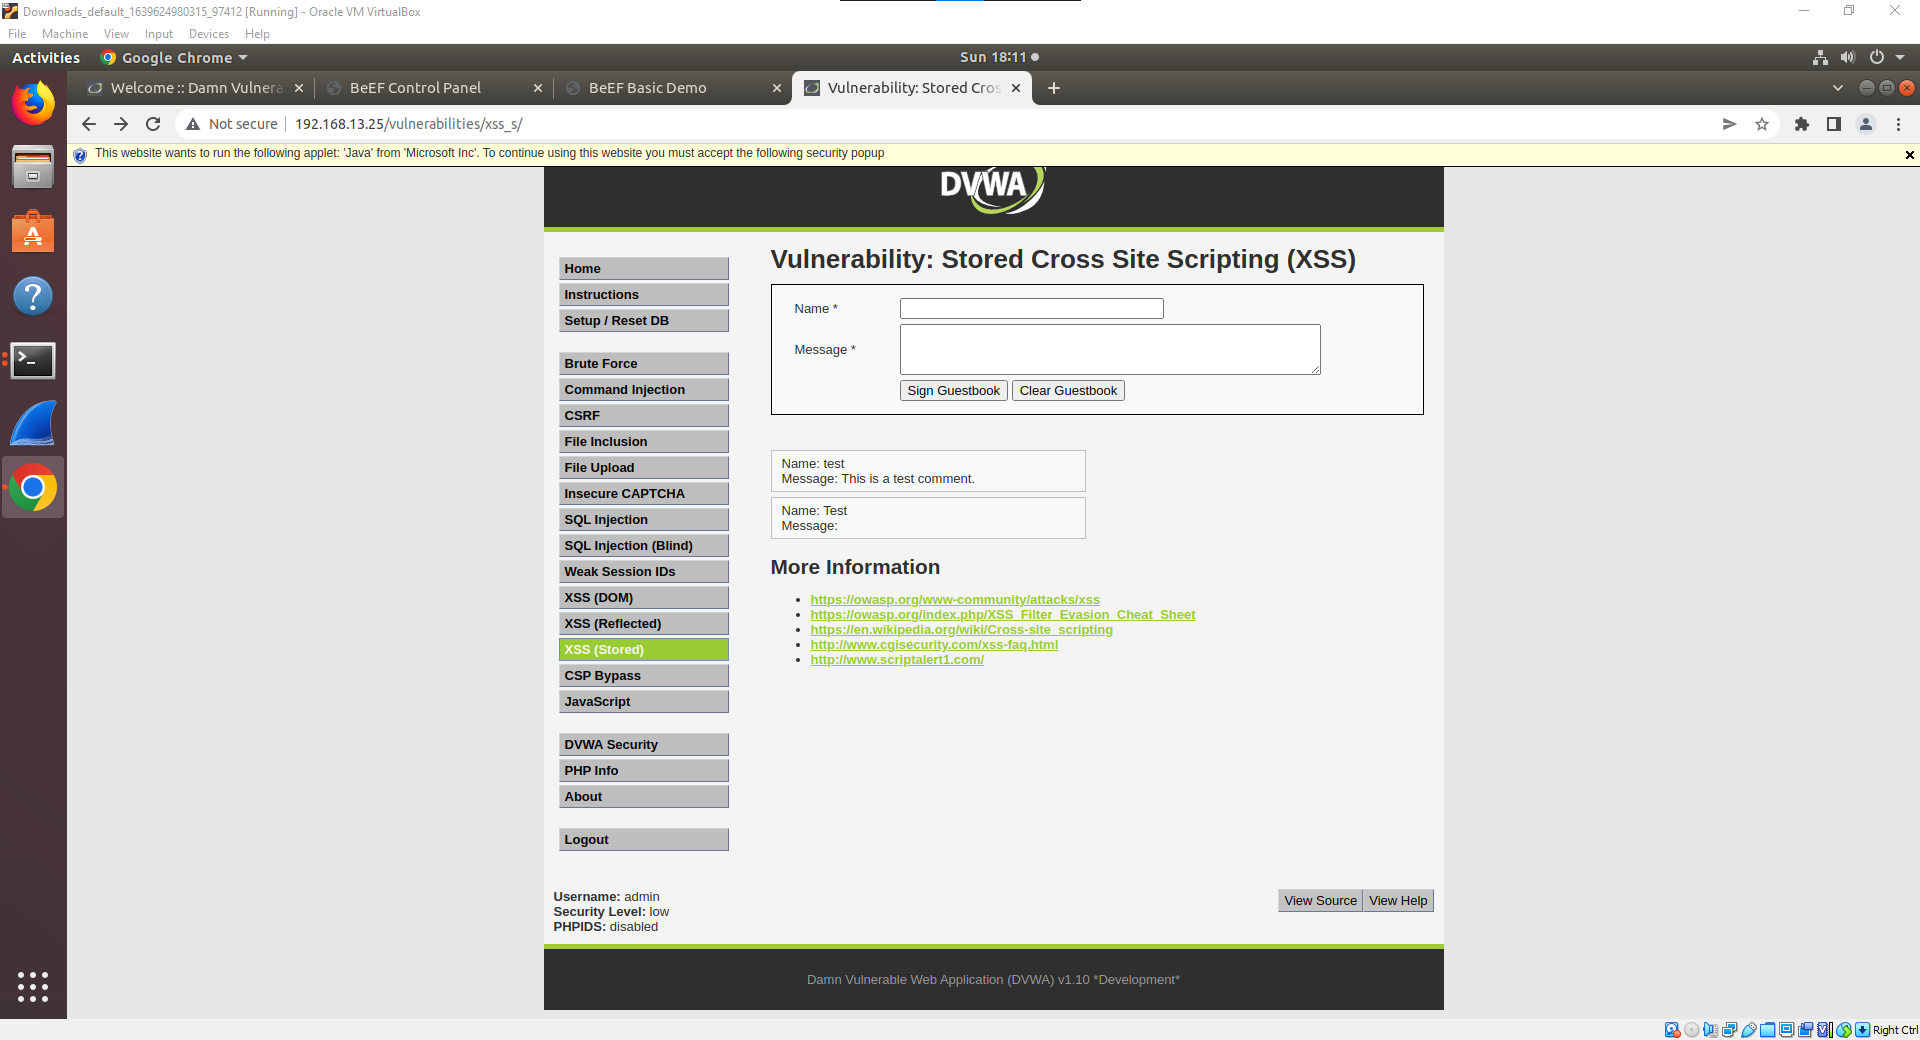 Downloads_default_1639624980315_97412 [Running] - Oracle VM VirtualBox
File Machine View Input Devices Help
Activities Google Chrome Sun 18:11
Welcome :: Damn Vulnera BeEF Control Panel BeEF Basic Demo Vulnerability: Stored Cros
Not secure 192.168.13.25/vulnerabilities/xss_s/
This website wants to run the following applet: 'Java' from 'Microsoft Inc'. To continue using this website you must accept the following security popup
DVWA
Home
Instructions
Setup / Reset DB
Brute Force
Command Injection
CSRF
File Inclusion
File Upload
Insecure CAPTCHA
SQL Injection
SQL Injection (Blind)
Weak Session IDs
XSS (DOM)
XSS (Reflected)
XSS (Stored)
CSP Bypass
JavaScript
DVWA Security
PHP Info
About
Logout
Vulnerability: Stored Cross Site Scripting (XSS)
Name *
Message *
Sign Guestbook Clear Guestbook
Name: test
Message: This is a test comment.
Name: Test
Message:
More Information
https://owasp.org/www-community/attacks/xss
https://owasp.org/index.php/XSS_Filter_Evasion_Cheat_Sheet
https://en.wikipedia.org/wiki/Cross-site_scripting
http://www.cgisecurity.com/xss-faq.html
http://www.scriptalert1.com/
Username: admin
Security Level: low
PHPIDS: disabled
View Source View Help
Damn Vulnerable Web Application (DVWA) v1.10 *Development*
Right Ctrl